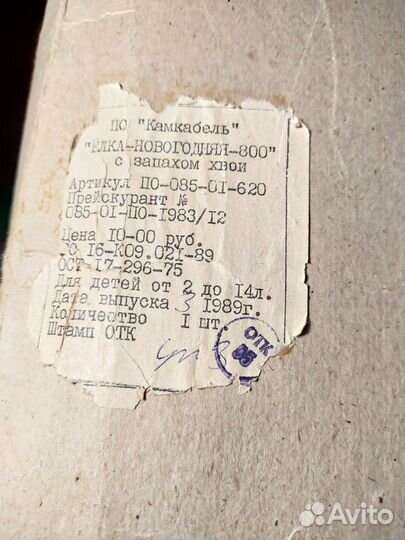 ПО "Камкабель"
"ЕЛКА-НОВОГОДНЯЯ-800"
с запахом хвои
Артикул ПО-085-01-620
Прейскурант №
085-01-ПО-1983/12
Цена 10-00 руб.
РС 16-К09.021-89
ОСТ 17-296-75
Для детей от 2 до 14л.
Дата выпуска 3 1989г.
Количество 1 шт.
Штамп ОТК
ОТК
Avito